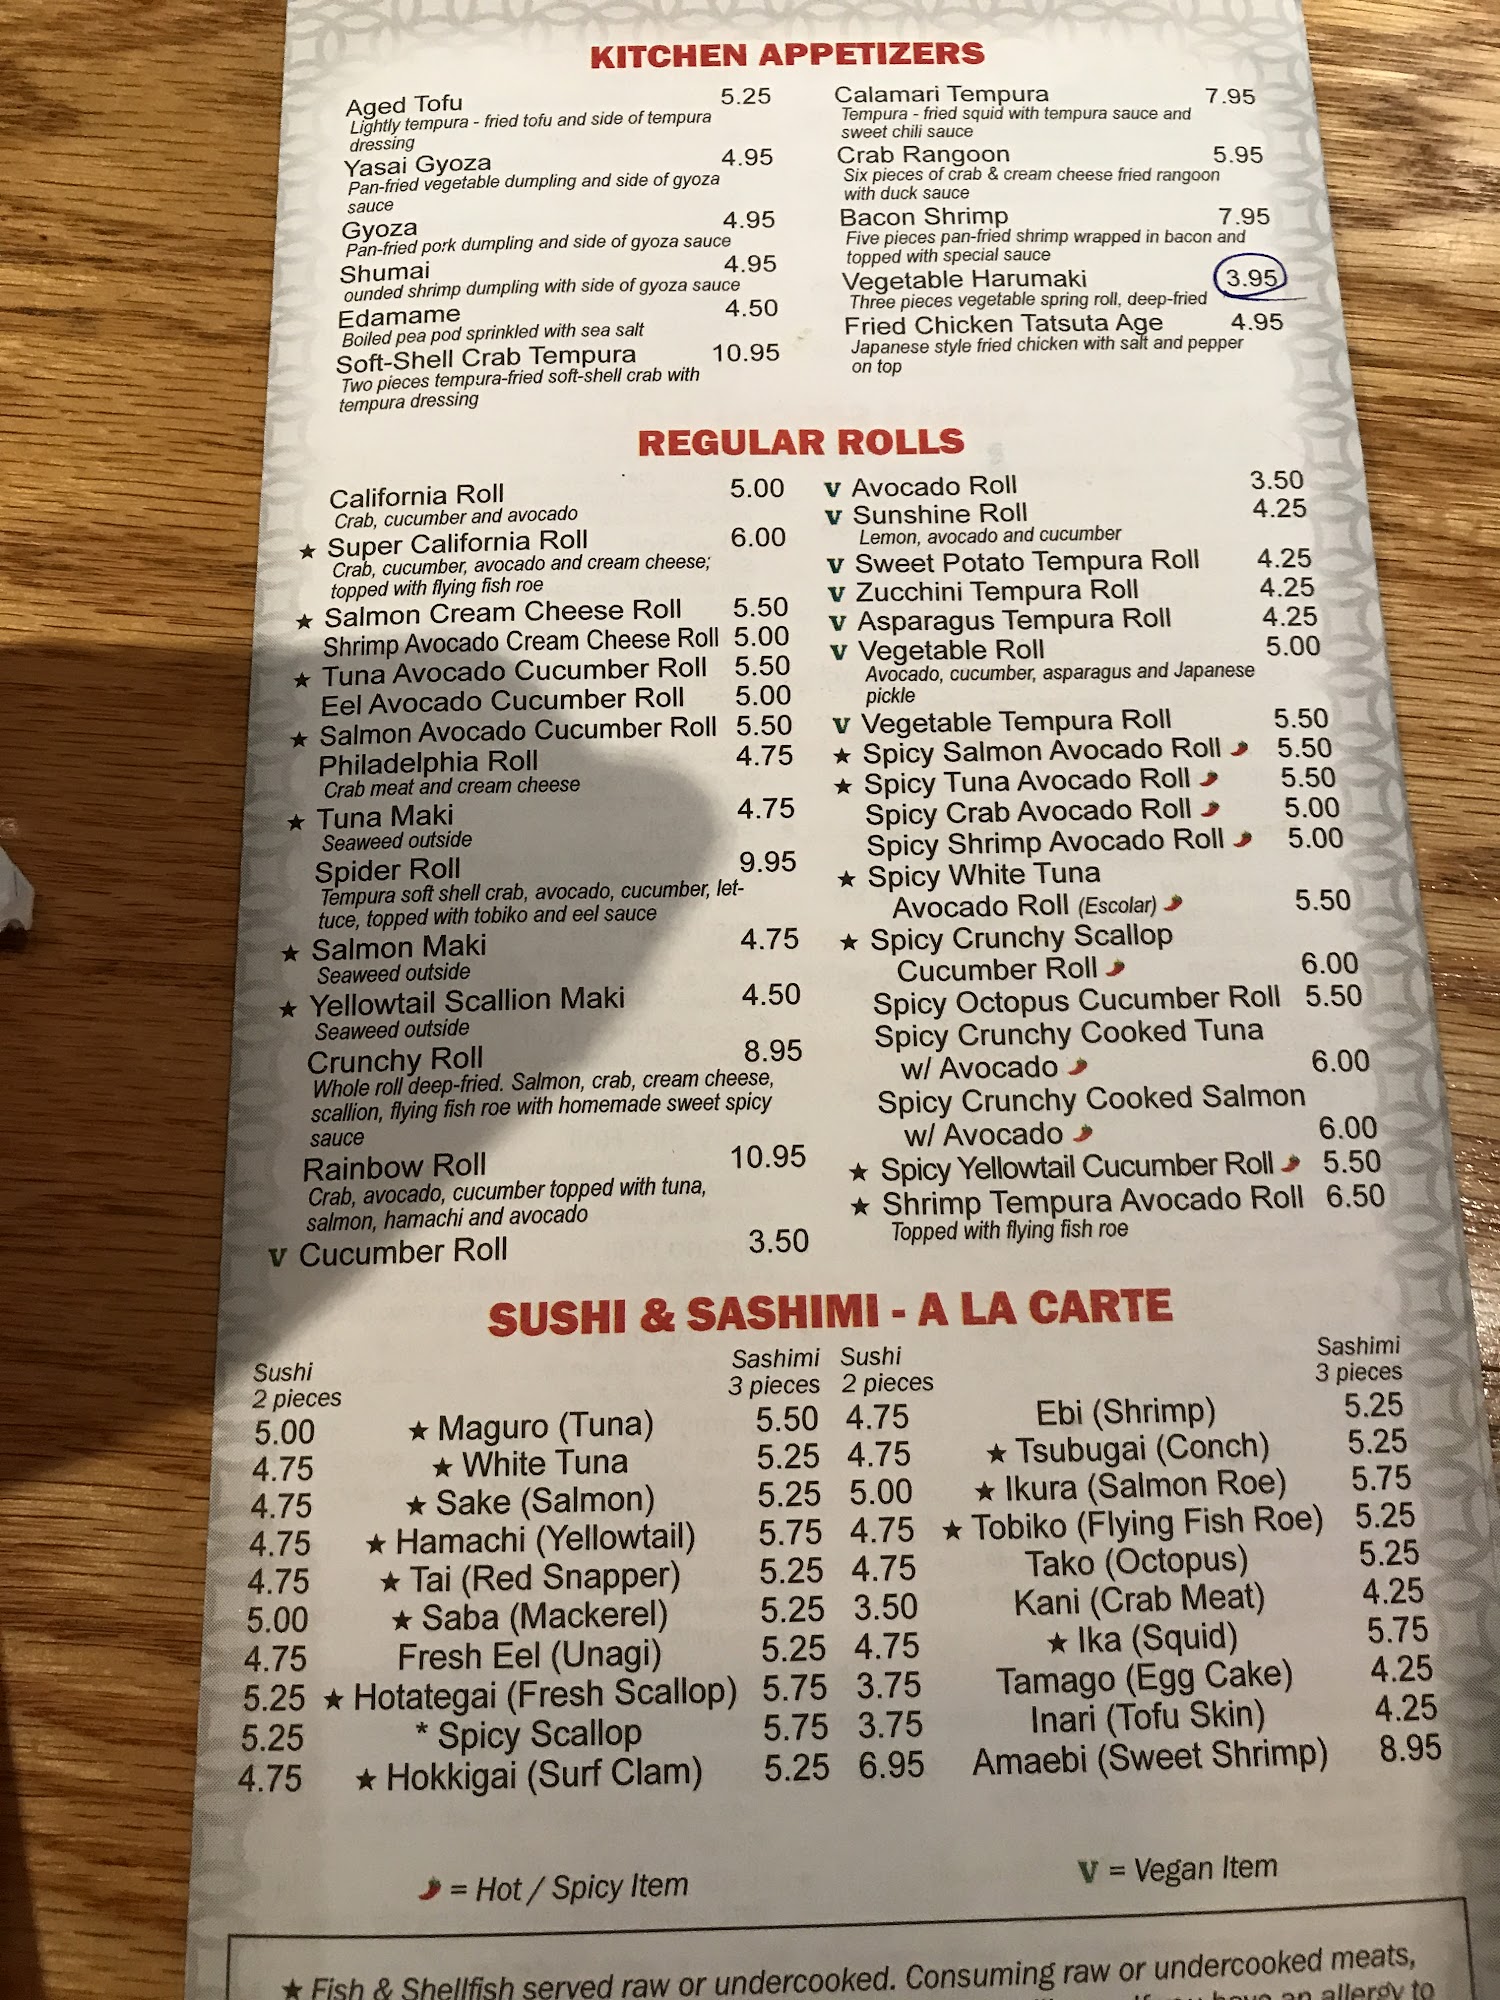 KITCHEN APPETIZERS
Aged Tofu 5.25
Lightly tempura - fried tofu and side of tempura
dressing
Yasai Gyoza 4.95
Pan-fried vegetable dumpling and side of gyoza
sauce
Gyoza 4.95
Pan-fried pork dumpling and side of gyoza sauce
Shumai 4.95
ounded shrimp dumpling with side of gyoza sauce
Edamame 4.50
Boiled pea pod sprinkled with sea salt
Soft-Shell Crab Tempura 10.95
Two pieces tempura-fried soft-shell crab with
tempura dressing
Calamari Tempura 7.95
Tempura - fried squid with tempura sauce and
sweet chili sauce
Crab Rangoon 5.95
Six pieces of crab & cream cheese fried rangoon
with duck sauce
Bacon Shrimp 7.95
Five pieces pan-fried shrimp wrapped in bacon and
topped with special sauce
Vegetable Harumaki 3.95
Three pieces vegetable spring roll, deep-fried
Fried Chicken Tatsuta Age 4.95
Japanese style fried chicken with salt and pepper
on top
REGULAR ROLLS
California Roll 5.00
Crab, cucumber and avocado
★ Super California Roll 6.00
Crab, cucumber, avocado and cream cheese;
topped with flying fish roe
★ Salmon Cream Cheese Roll 5.50
Shrimp Avocado Cream Cheese Roll 5.00
★ Tuna Avocado Cucumber Roll 5.50
Eel Avocado Cucumber Roll 5.00
★ Salmon Avocado Cucumber Roll 5.50
Philadelphia Roll 4.75
Crab meat and cream cheese
★ Tuna Maki 4.75
Seaweed outside
Spider Roll 9.95
Tempura soft shell crab, avocado, cucumber, let-
tuce, topped with tobiko and eel sauce
★ Salmon Maki 4.75
Seaweed outside
★ Yellowtail Scallion Maki 4.50
Seaweed outside
Crunchy Roll 8.95
Whole roll deep-fried. Salmon, crab, cream cheese,
scallion, flying fish roe with homemade sweet spicy
sauce
Rainbow Roll 10.95
Crab, avocado, cucumber topped with tuna,
salmon, hamachi and avocado
V Cucumber Roll 3.50
V Avocado Roll 3.50
V Sunshine Roll 4.25
Lemon, avocado and cucumber
V Sweet Potato Tempura Roll 4.25
V Zucchini Tempura Roll 4.25
V Asparagus Tempura Roll 4.25
V Vegetable Roll 5.00
Avocado, cucumber, asparagus and Japanese
pickle
V Vegetable Tempura Roll 5.50
★ Spicy Salmon Avocado Roll 5.50
★ Spicy Tuna Avocado Roll 5.50
Spicy Crab Avocado Roll 5.00
Spicy Shrimp Avocado Roll 5.00
★ Spicy White Tuna
Avocado Roll (Escolar) 5.50
★ Spicy Crunchy Scallop
Cucumber Roll 6.00
Spicy Octopus Cucumber Roll 5.50
Spicy Crunchy Cooked Tuna
w/ Avocado 6.00
Spicy Crunchy Cooked Salmon
w/ Avocado 6.00
★ Spicy Yellowtail Cucumber Roll 5.50
★ Shrimp Tempura Avocado Roll 6.50
Topped with flying fish roe
SUSHI & SASHIMI - A LA CARTE
Sushi Sashimi
2 pieces 3 pieces
5.00 ★ Maguro (Tuna) 5.50
4.75 ★ White Tuna 5.25
4.75 ★ Sake (Salmon) 5.25
4.75 ★ Hamachi (Yellowtail) 5.75
4.75 ★ Tai (Red Snapper) 5.25
5.00 ★ Saba (Mackerel) 5.25
4.75 Fresh Eel (Unagi) 5.25
5.25 ★ Hotategai (Fresh Scallop) 5.75
5.25 * Spicy Scallop 5.75
4.75 ★ Hokkigai (Surf Clam) 5.25
Sushi Sashimi
2 pieces 3 pieces
4.75 Ebi (Shrimp) 5.25
4.75 ★ Tsubugai (Conch) 5.25
5.00 ★ Ikura (Salmon Roe) 5.75
4.75 ★ Tobiko (Flying Fish Roe) 5.25
4.75 Tako (Octopus) 5.25
3.50 Kani (Crab Meat) 4.25
4.75 ★ Ika (Squid) 5.75
3.75 Tamago (Egg Cake) 4.25
3.75 Inari (Tofu Skin) 4.25
6.95 Amaebi (Sweet Shrimp) 8.95
= Hot / Spicy Item
V = Vegan Item
★ Fish & Shellfish served raw or undercooked. Consuming raw or undercooked meats,
allergy to